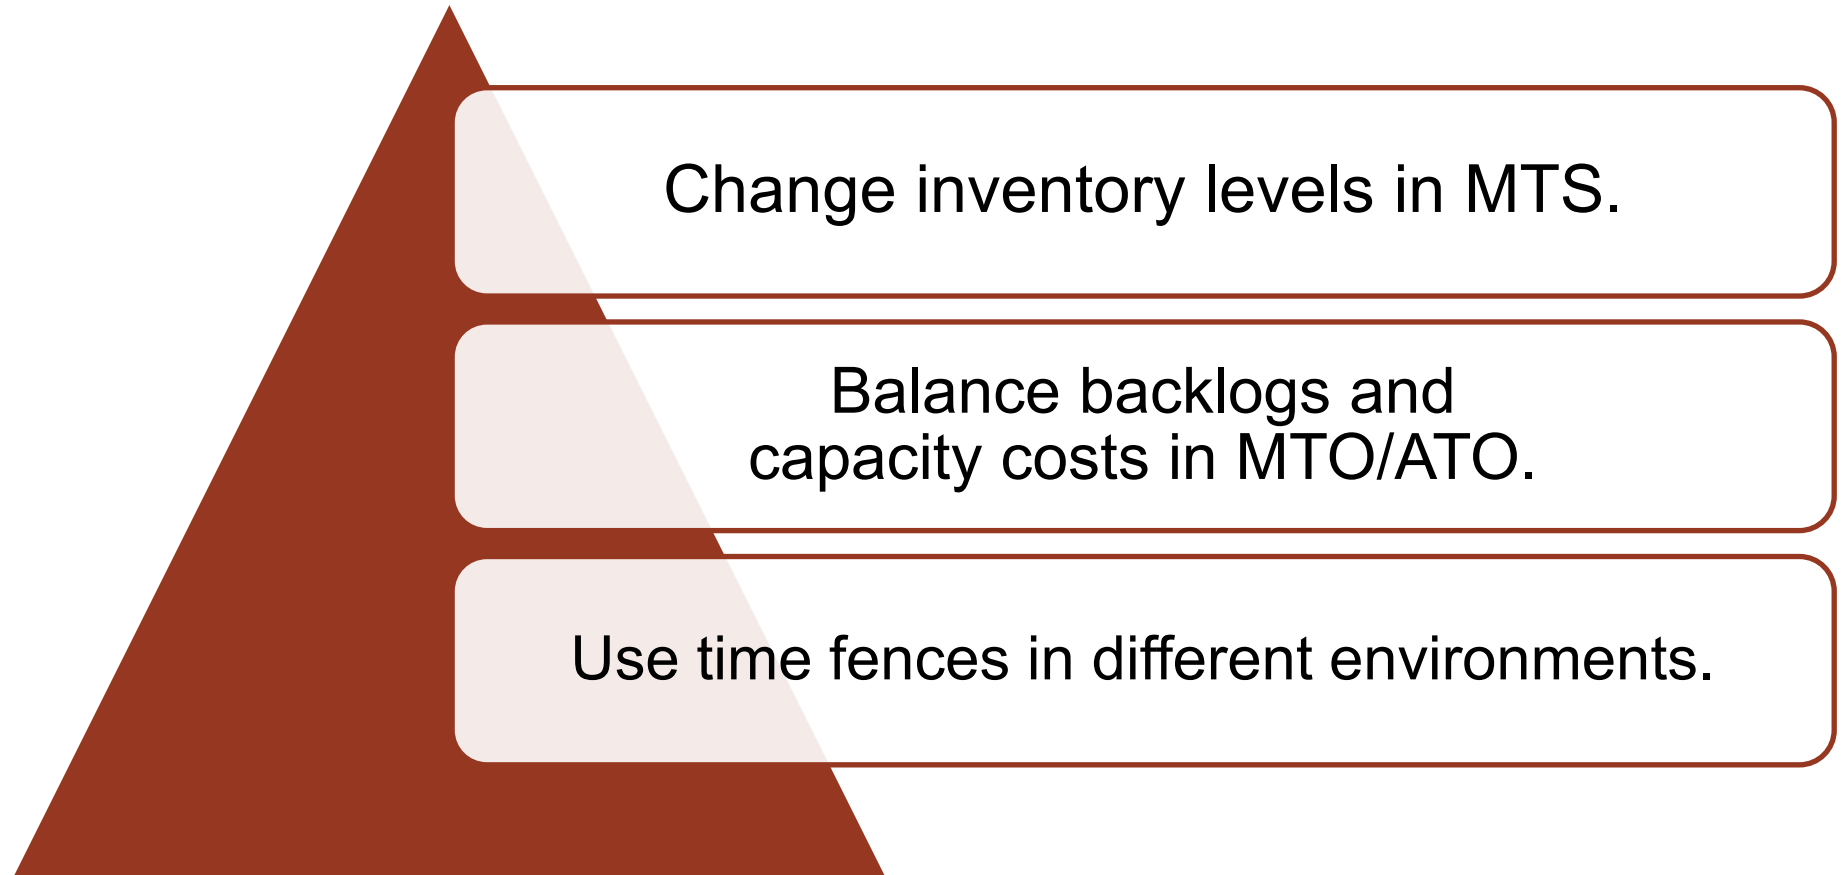 Change inventory levels in MTS.
Balance backlogs and
capacity costs in MTO/ATO.
Use time fences in different environments.